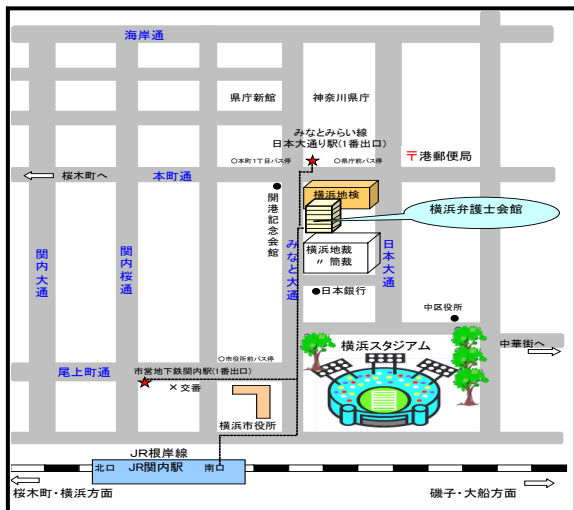 海岸通
県庁新館
神奈川県庁
みなとみらい線
日本大通り駅(1番出口)
○本町1丁目バス停
○県庁前バス停
〒港郵便局
桜木町へ
本町通
横浜地検
開港記念会館
横浜弁護士会館
関内大通
関内桜通
みなと大通
横浜地裁
〃 簡裁
日本大通
●日本銀行
中区役所
横浜スタジアム
中華街へ
○市役所前バス停
尾上町通
市営地下鉄関内駅(1番出口)
×交番
横浜市役所
JR根岸線
北口
JR関内駅
南口
桜木町・横浜方面
磯子・大船方面